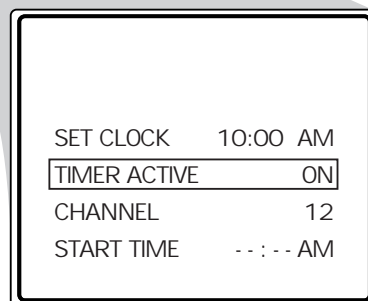 SET CLOCK 10:00 AM
TIMER ACTIVE ON
CHANNEL 12
START TIME - - : - - AM